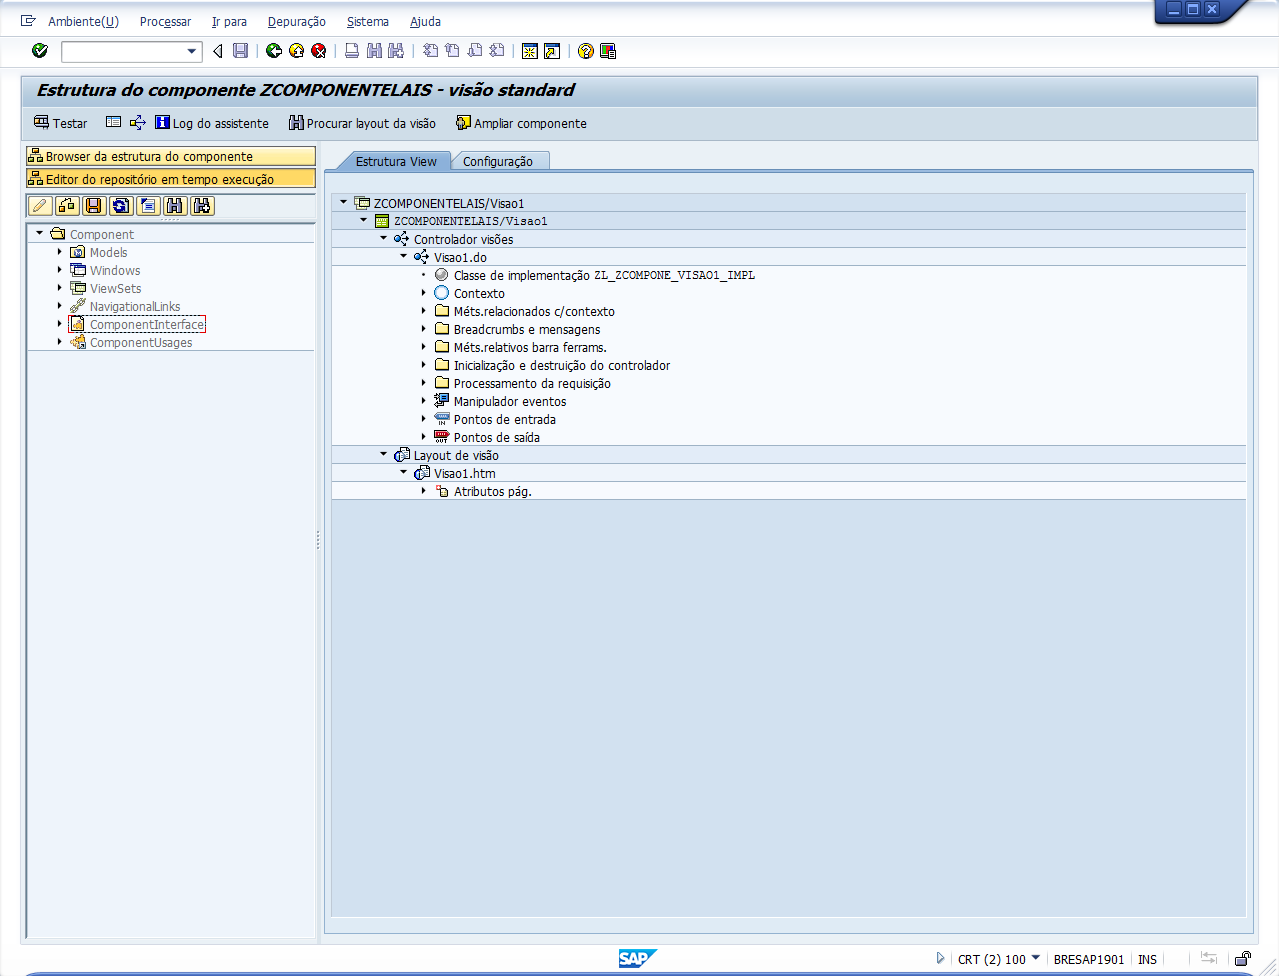 Ambiente(U) Processar Ir para Depuração Sistema Ajuda
Estrutura do componente ZCOMPONENTELAIS - visão standard
Testar Log do assistente Procurar layout da visão Ampliar componente
Browser da estrutura do componente
Editor do repositório em tempo execução
Component
Models
Windows
ViewSets
NavigationalLinks
ComponentInterface
ComponentUsages
Estrutura View Configuração
ZCOMPONENTELAIS/Visao1
ZCOMPONENTELAIS/Visao1
Controlador visões
Visao1.do
Classe de implementação ZL_ZCOMPONE_VISAO1_IMPL
Contexto
Méts.relacionados c/contexto
Breadcrumbs e mensagens
Méts.relativos barra ferrams.
Inicialização e destruição do controlador
Processamento da requisição
Manipulador eventos
IN Pontos de entrada
OUT Pontos de saída
Layout de visão
Visao1.htm
Atributos pág.
SAP
CRT (2) 100 BRESAP1901 INS